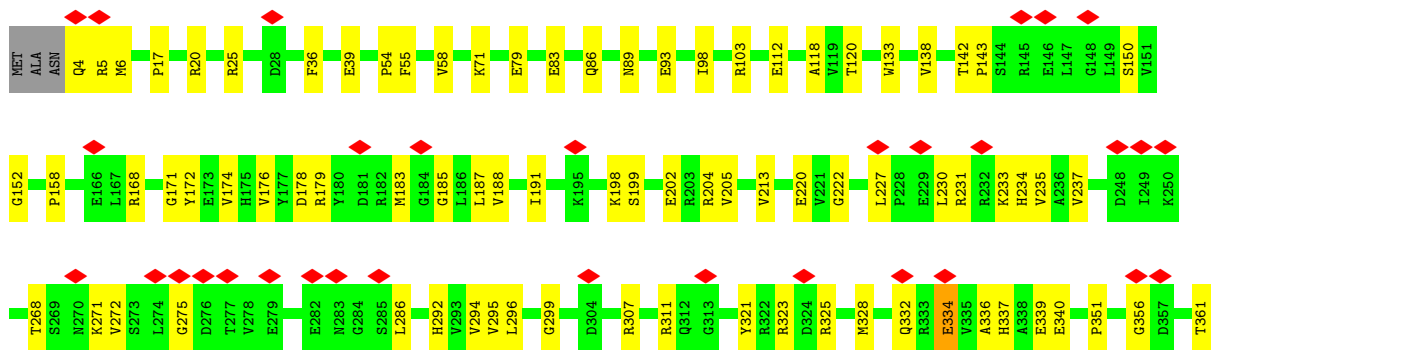 MET ALA ASN Q4 R5 M6 P17 R20 R25 D28 F36 E39 P54 F55 V58 K71 E79 E83 Q86 N89 E93 I98 R103 E112 A118 V119 T120 W133 V138 T142 P143 S144 R145 E146 L147 G148 L149 S150 V151
G152 P158 E166 L167 R168 G171 Y172 E173 V174 H175 V176 Y177 D178 R179 Y180 D181 R182 M183 G184 G185 L186 L187 V188 I191 K195 K198 S199 E202 R203 R204 V205 V213 E220 V221 G222 L227 P228 E229 L230 R231 R232 K233 H234 V235 A236 V237 D248 I249 K250
T268 S269 N270 K271 V272 S273 L274 G275 D276 T277 V278 E279 E282 N283 G284 S285 L286 H292 V293 V294 V295 L296 G299 D304 R307 R311 Q312 G313 Y321 R322 R323 D324 R325 M328 Q332 R333 E334 V335 A336 H337 A338 E339 E340 P351 G356 D357 T361